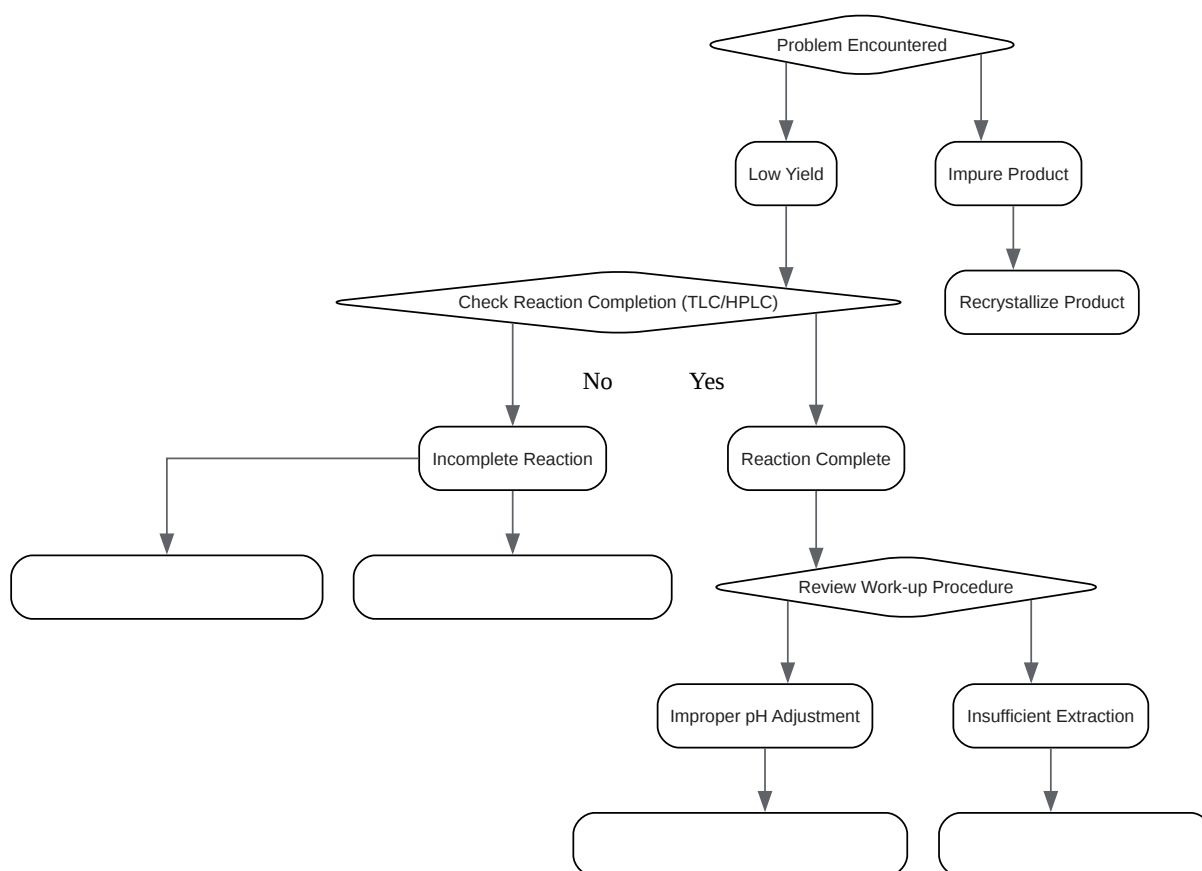 Problem Encountered
Low Yield
Impure Product
Check Reaction Completion (TLC/HPLC)
Recrystallize Product
No
Yes
Incomplete Reaction
Reaction Complete
Review Work-up Procedure
Improper pH Adjustment
Insufficient Extraction